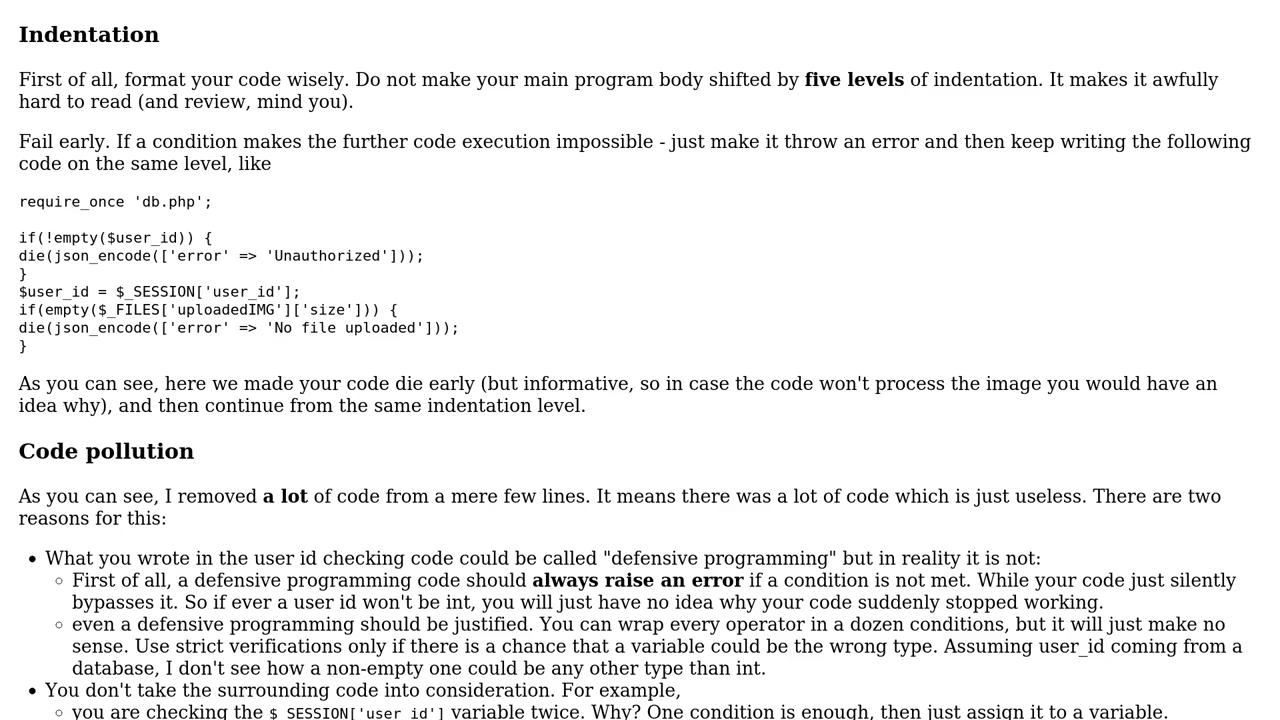 Indentation
First of all, format your code wisely. Do not make your main program body shifted by five levels of indentation. It makes it awfully
hard to read (and review, mind you).
Fail early. If a condition makes the further code execution impossible - just make it throw an error and then keep writing the following
code on the same level, like
require_once 'db.php';
if(!empty($user_id)) {
die(json_encode(['error' => 'Unauthorized']));
}
$user_id = $_SESSION['user_id'];
if(empty($_FILES['uploadedIMG']['size'])) {
die(json_encode(['error' => 'No file uploaded']));
}
As you can see, here we made your code die early (but informative, so in case the code won't process the image you would have an
idea why), and then continue from the same indentation level.
Code pollution
As you can see, I removed a lot of code from a mere few lines. It means there was a lot of code which is just useless. There are two
reasons for this:
• What you wrote in the user id checking code could be called "defensive programming" but in reality it is not:
◦ First of all, a defensive programming code should always raise an error if a condition is not met. While your code just silently
bypasses it. So if ever a user id won't be int, you will just have no idea why your code suddenly stopped working.
◦ even a defensive programming should be justified. You can wrap every operator in a dozen conditions, but it will just make no
sense. Use strict verifications only if there is a chance that a variable could be the wrong type. Assuming user_id coming from a
database, I don't see how a non-empty one could be any other type than int.
• You don't take the surrounding code into consideration. For example,
◦ you are checking the $_SESSION['user_id'] variable twice. Why? One condition is enough, then just assign it to a variable.